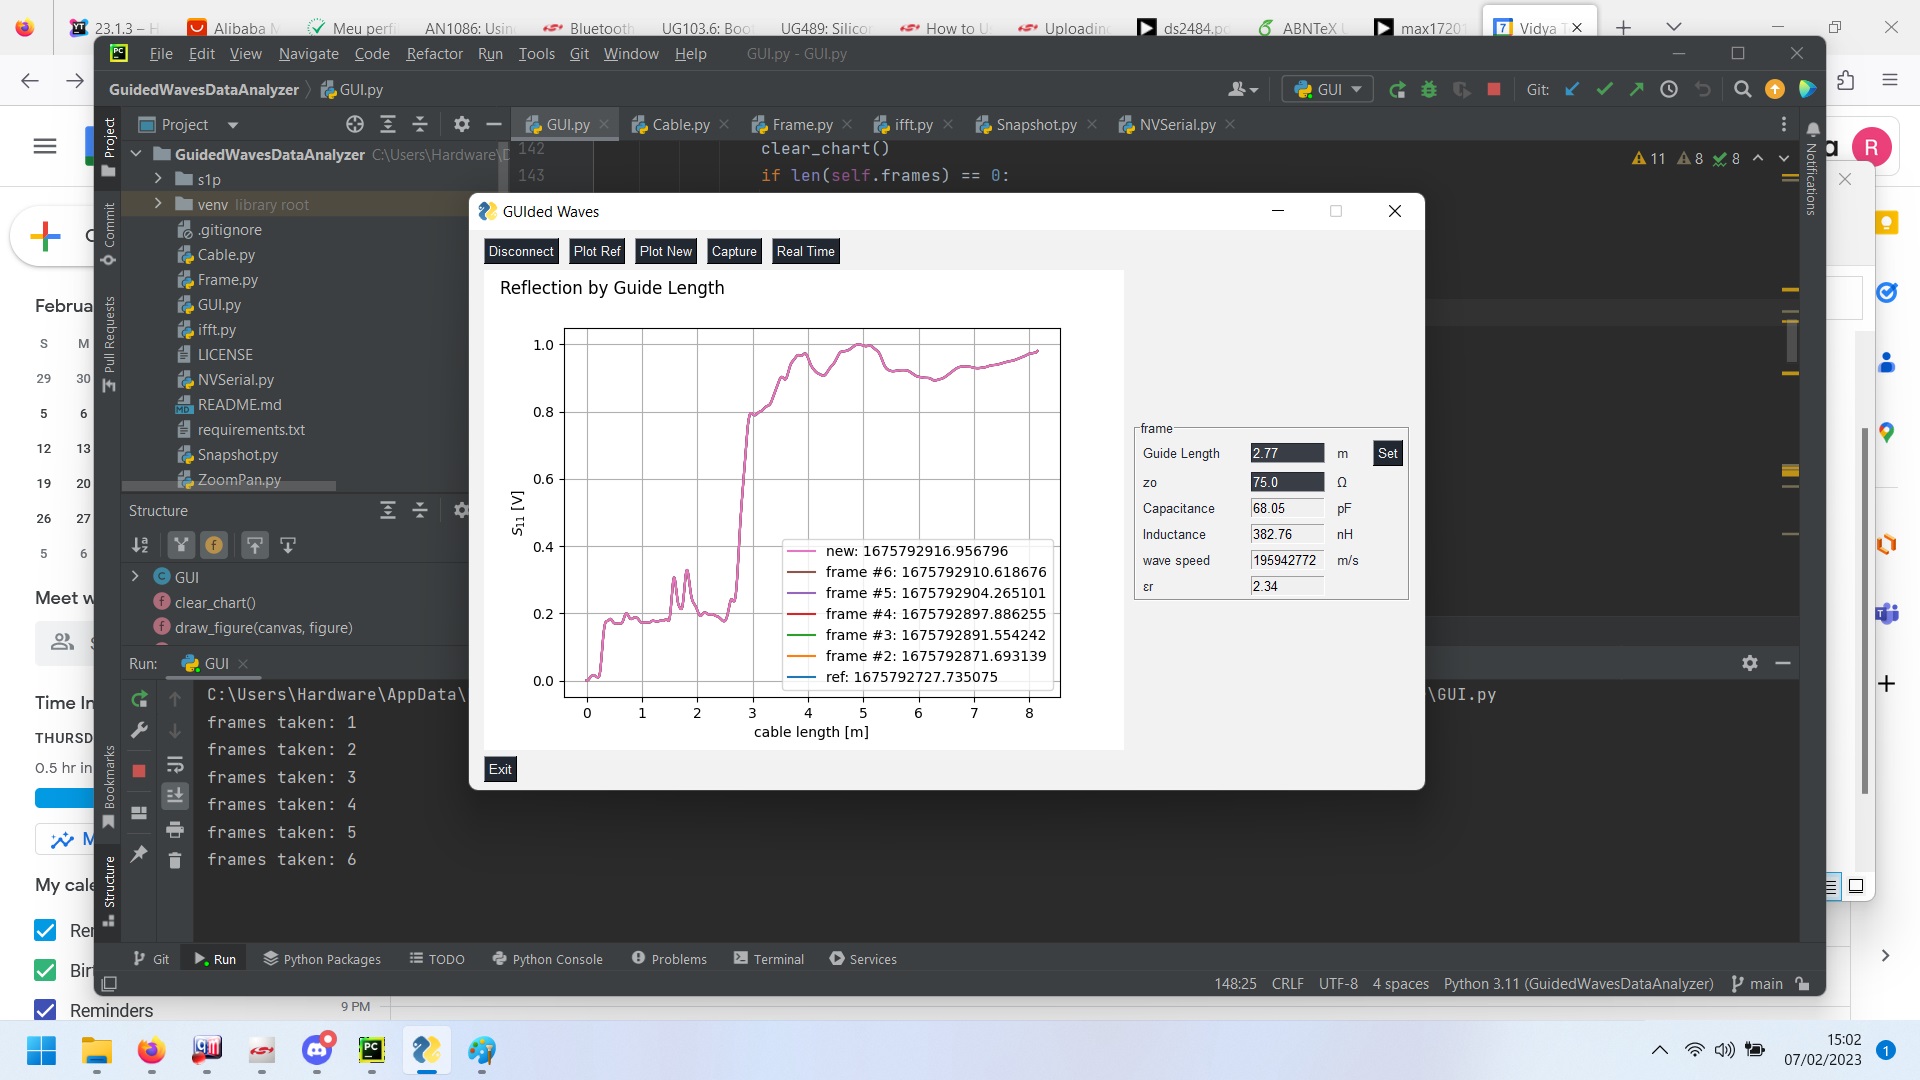 23.1.3 – H
Alibaba M
Meu perfi
AN1086: Usin
Bluetooth
UG103.6: Boo
UG489: Silico
How to U
Uploading
ds2484.pd
ABNTeX
max17201
Vidya T
File Edit View Navigate Code Refactor Run Tools Git Window Help GUI.py - GUI.py
GuidedWavesDataAnalyzer GUI.py
GUI
Git:
Project
GUI.py Cable.py Frame.py ifft.py Snapshot.py NVSerial.py
GuidedWavesDataAnalyzer C:\Users\Hardware\D
142 clear_chart()
143 if len(self.frames) == 0:
11 8 8
s1p
venv library root
.gitignore
Cable.py
Frame.py
GUI.py
ifft.py
LICENSE
NVSerial.py
README.md
requirements.txt
Snapshot.py
ZoomPan.py
Project
Commit
Pull Requests
Bookmarks
Structure
Notifications
Structure
GUI
clear_chart()
draw_figure(canvas, figure)
GUIded Waves
Disconnect Plot Ref Plot New Capture Real Time
Reflection by Guide Length
1.0
0.8
0.6
0.4
0.2
0.0
S11 [V]
0 1 2 3 4 5 6 7 8
cable length [m]
new: 1675792916.956796
frame #6: 1675792910.618676
frame #5: 1675792904.265101
frame #4: 1675792897.886255
frame #3: 1675792891.554242
frame #2: 1675792871.693139
ref: 1675792727.735075
frame
Guide Length 2.77 m Set
zo 75.0 Ω
Capacitance 68.05 pF
Inductance 382.76 nH
wave speed 195942772 m/s
εr 2.34
Exit
Run: GUI
C:\Users\Hardware\AppData\
\GUI.py
frames taken: 1
frames taken: 2
frames taken: 3
frames taken: 4
frames taken: 5
frames taken: 6
Git Run Python Packages TODO Python Console Problems Terminal Services
148:25 CRLF UTF-8 4 spaces Python 3.11 (GuidedWavesDataAnalyzer) main
Februa
S M
29 30
5 6
12 13
19 20
26 27
5 6
Meet w
Time In
THURSD
0.5 hr in
M
My cale
Rer
Birt
Reminders
9 PM
a R
15:02
07/02/2023
1